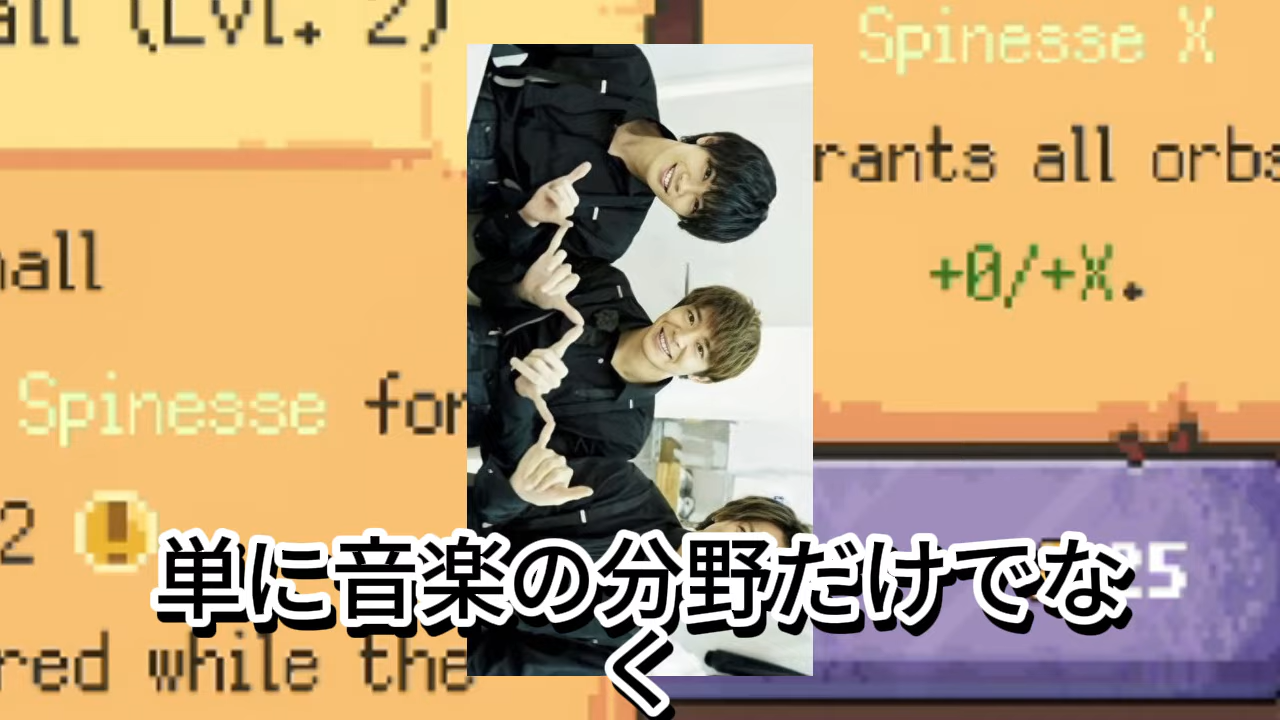 all (Lvl. 2)
Spinesse X
rants all orbs
+0/+X.
all
Spinesse for
2
25
red while the
単に音楽の分野だけでな
く